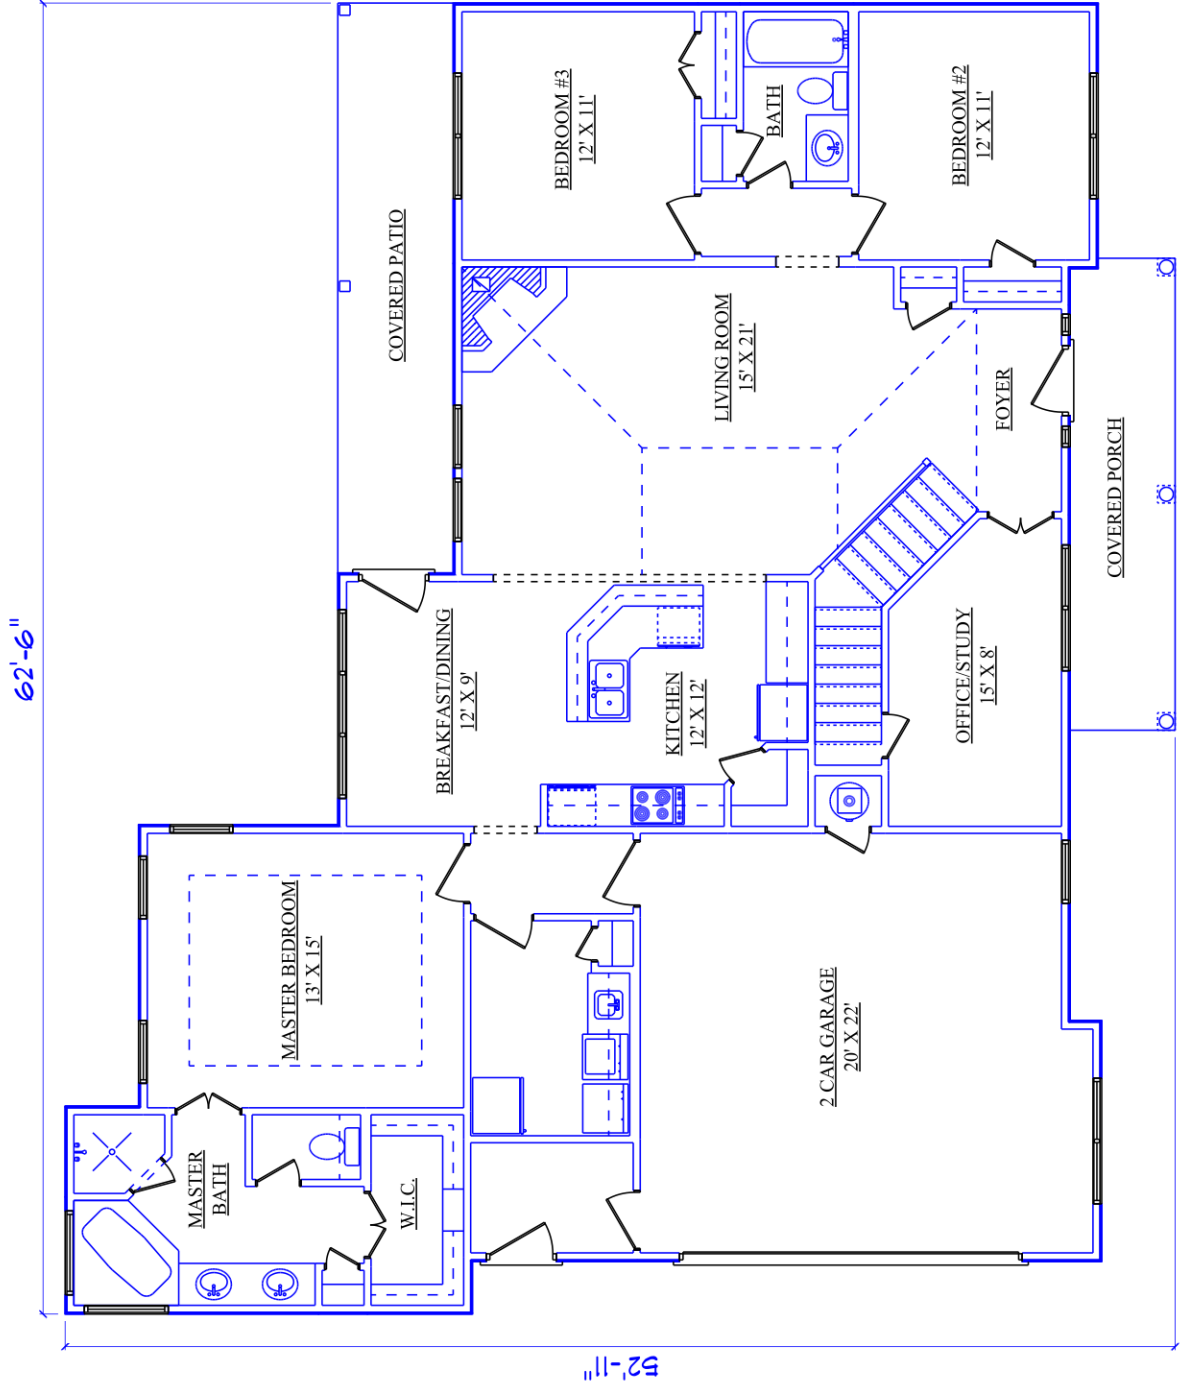 62'-6"
COVERED PATIO
BEDROOM #3
12' X 11'
BATH
BEDROOM #2
12' X 11'
LIVING ROOM
15' X 21'
FOYER
COVERED PORCH
BREAKFAST/DINING
12' X 9'
KITCHEN
12' X 12'
OFFICE/STUDY
15' X 8'
MASTER BEDROOM
13' X 15'
2 CAR GARAGE
20' X 22'
MASTER
BATH
W.I.C.
52'-11"